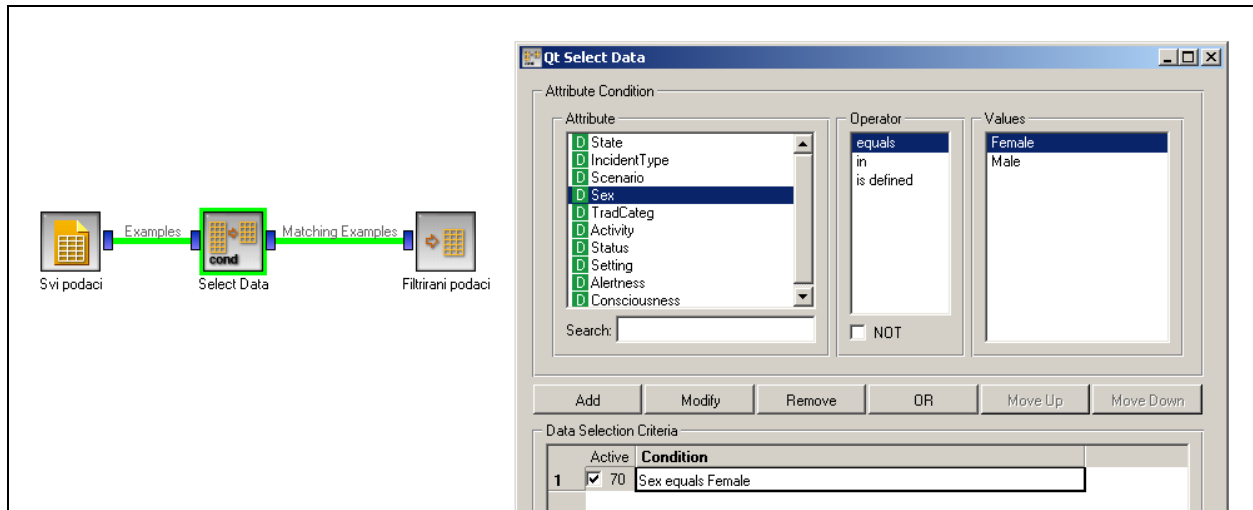 Examples
Matching Examples
cond
Svi podaci
Select Data
Filtrirani podaci
Qt Select Data
Attribute Condition
Attribute
D State
D IncidentType
D Scenario
D Sex
D TradCateg
D Activity
D Status
D Setting
D Alertness
D Consciousness
Search:
Operator
equals
in
is defined
NOT
Values
Female
Male
Add Modify Remove OR Move Up Move Down
Data Selection Criteria
Active Condition
1 70 Sex equals Female